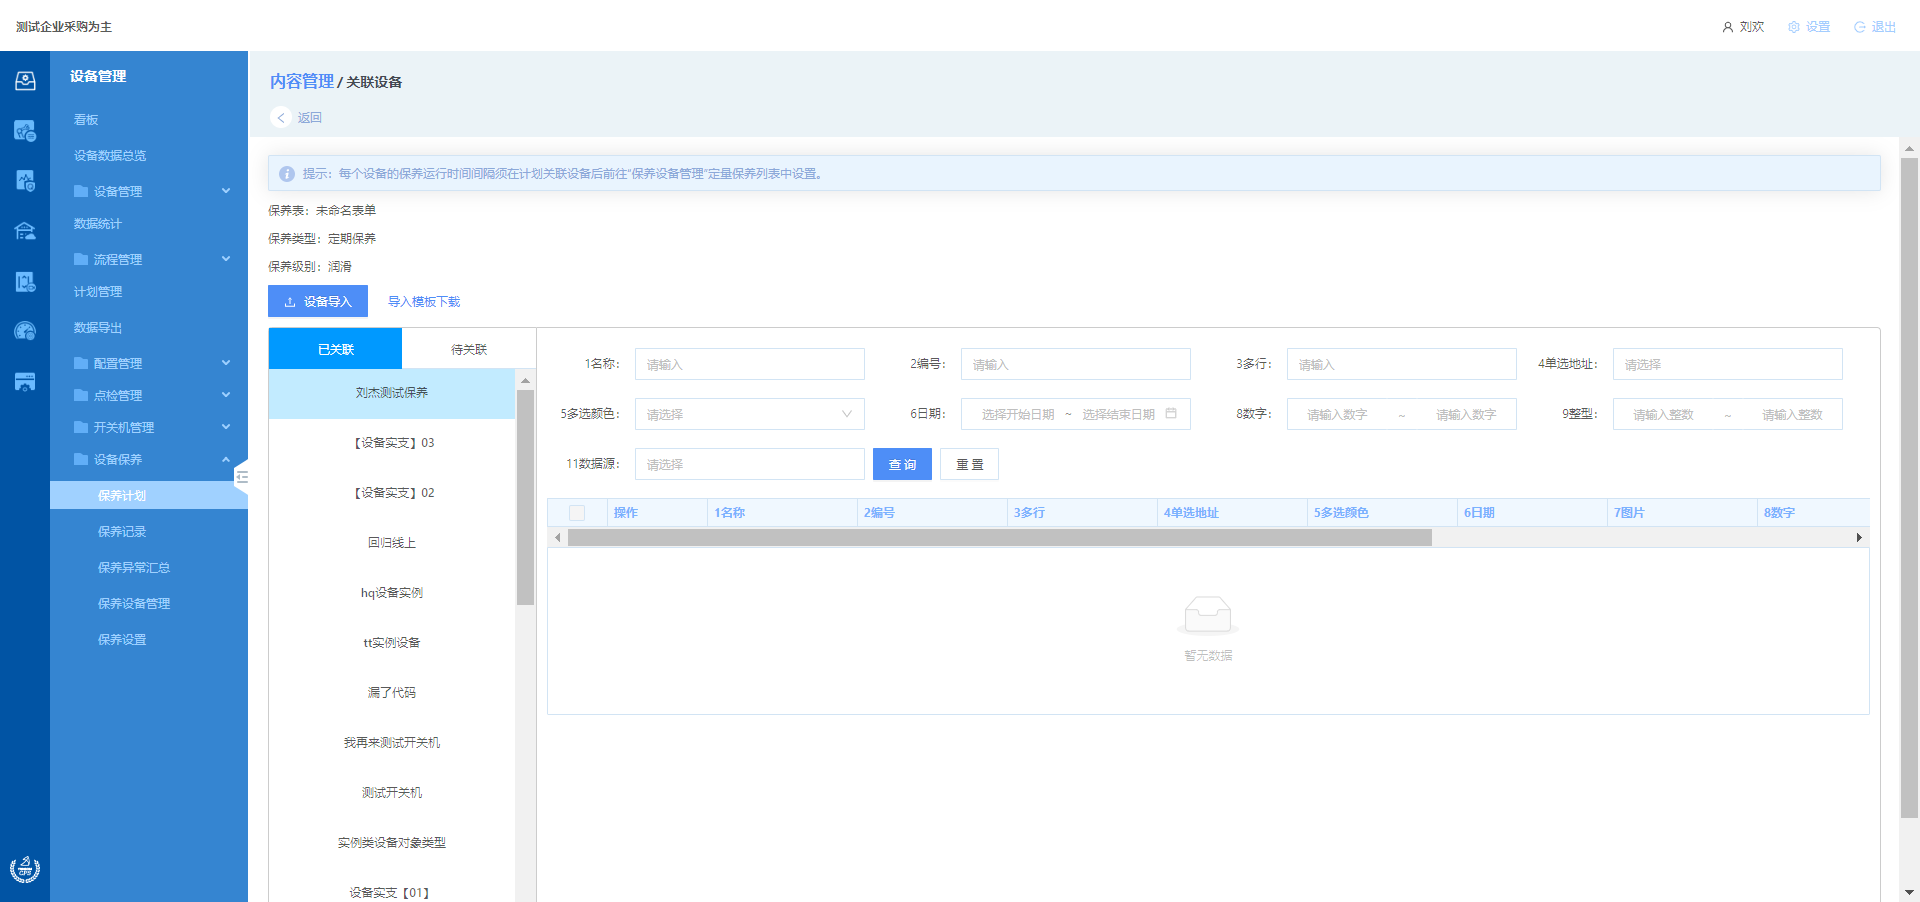 测试企业采购为主
刘欢
设置
退出
设备管理
看板
设备数据总览
设备管理
数据统计
流程管理
计划管理
数据导出
配置管理
点检管理
开关机管理
设备保养
保养计划
保养记录
保养异常汇总
保养设备管理
保养设置
CPS
内容管理 / 关联设备
返回
提示：每个设备的保养运行时间间隔须在计划关联设备后前往"保养设备管理"定量保养列表中设置。
保养表：未命名表单
保养类型：定期保养
保养级别：润滑
设备导入 导入模板下载
已关联 待关联
刘杰测试保养
【设备实支】03
【设备实支】02
回归线上
hq设备实例
tt实例设备
漏了代码
我再来测试开关机
测试开关机
实例类设备对象类型
设备实支【01】
1名称： 请输入 2编号： 请输入 3多行： 请输入 4单选地址： 请选择
5多选颜色： 请选择 6日期： 选择开始日期 ~ 选择结束日期 8数字： 请输入数字 ~ 请输入数字 9整型： 请输入整数 ~ 请输入整数
11数据源： 请选择 查 询 重 置
操作 1名称 2编号 3多行 4单选地址 5多选颜色 6日期 7图片 8数字
暂无数据